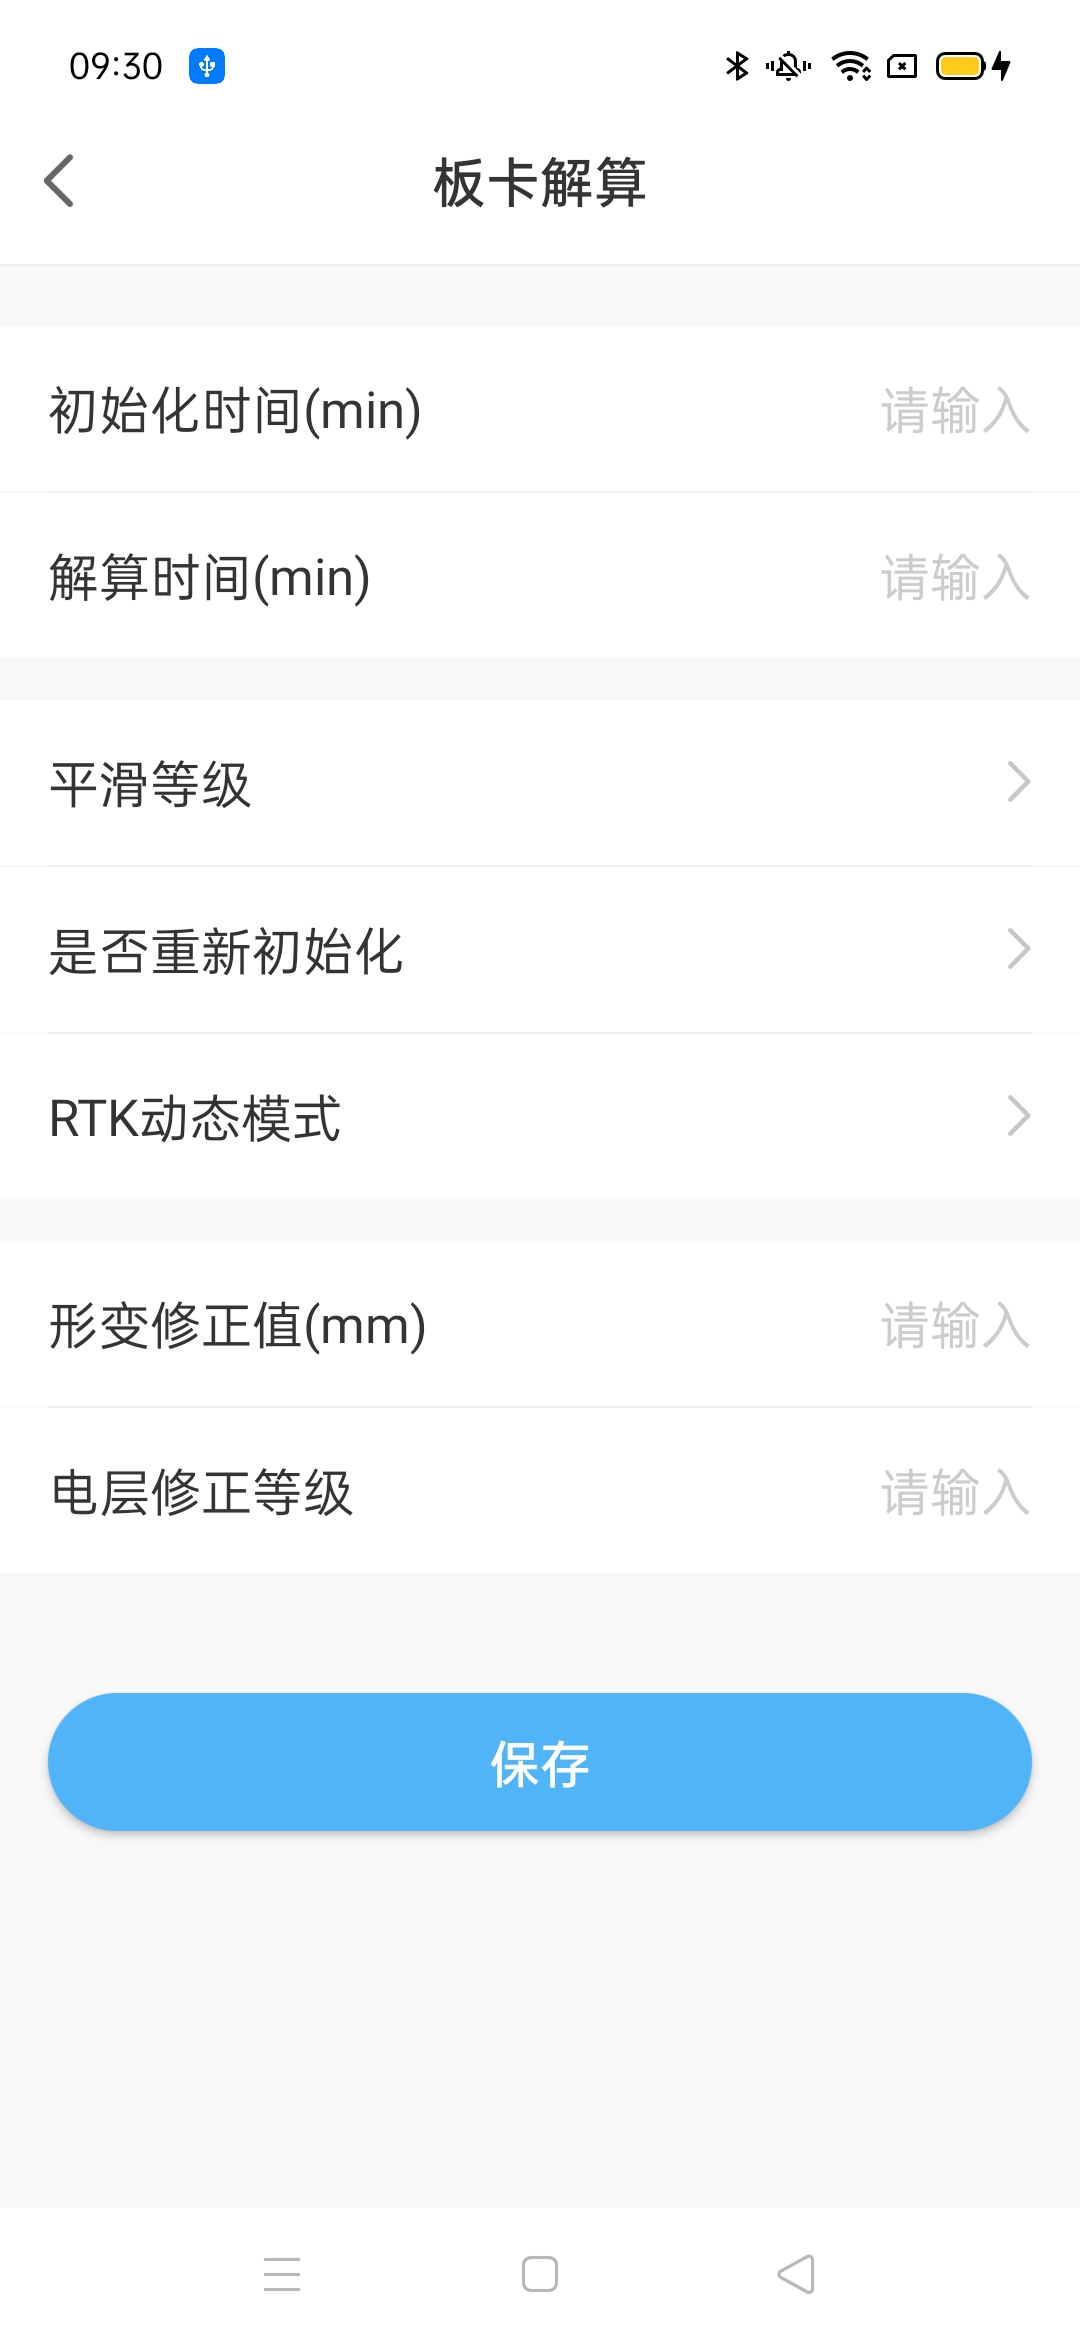 09:30
板卡解算
初始化时间(min) 请输入
解算时间(min) 请输入
平滑等级
是否重新初始化
RTK动态模式
形变修正值(mm) 请输入
电层修正等级 请输入
保存